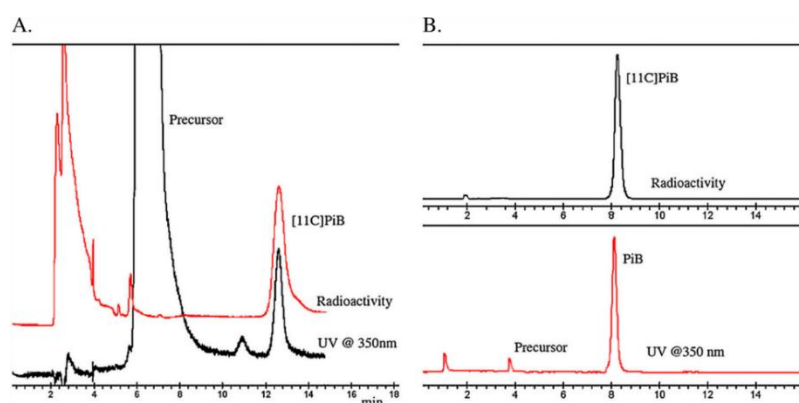 A.
Precursor
[11C]PiB
Radioactivity
UV @ 350nm
2 4 6 8 10 12 14 16 18
min
B.
[11C]PiB
Radioactivity
2 4 6 8 10 12 14
PiB
Precursor
UV @350 nm
2 4 6 8 10 12 14